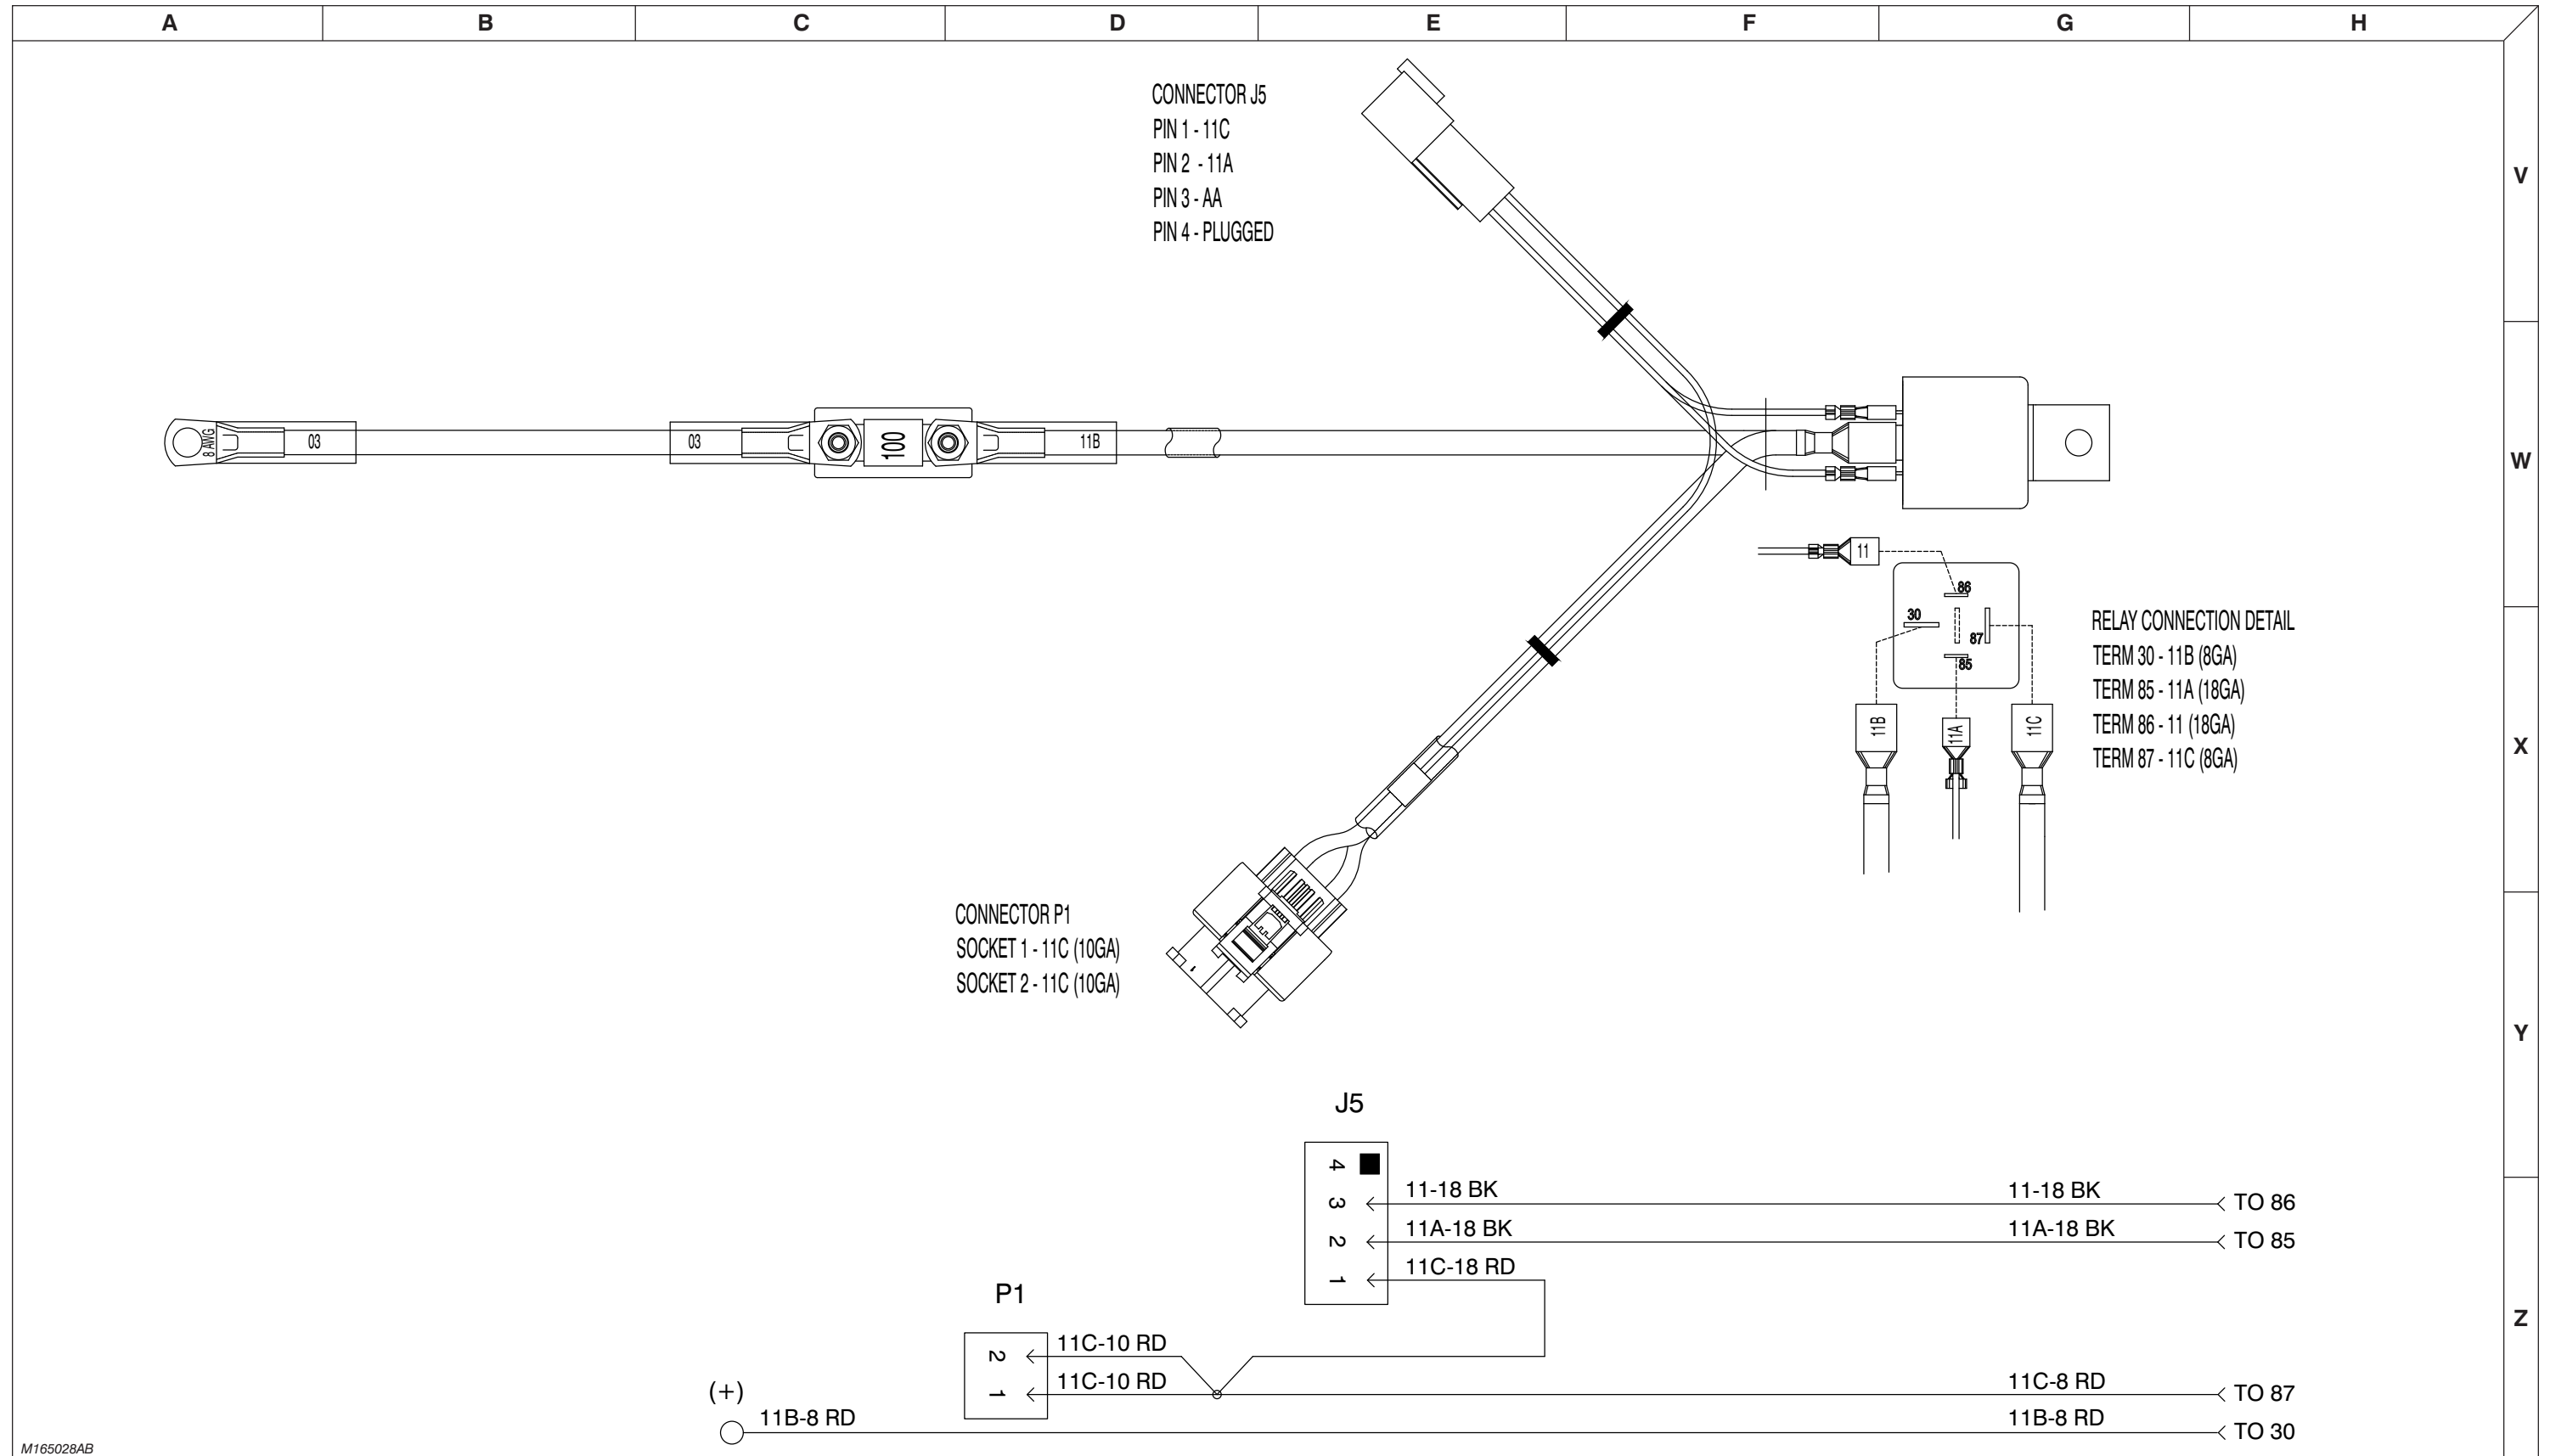 A B C D E F G H
CONNECTOR J5
PIN 1 - 11C
PIN 2 - 11A
PIN 3 - AA
PIN 4 - PLUGGED
V
8 AWG
03
03
100
11B
W
11
86
30
87
85
RELAY CONNECTION DETAIL
TERM 30 - 11B (8GA)
TERM 85 - 11A (18GA)
TERM 86 - 11 (18GA)
TERM 87 - 11C (8GA)
11B
11A
11C
X
CONNECTOR P1
SOCKET 1 - 11C (10GA)
SOCKET 2 - 11C (10GA)
Y
J5
4
3 11-18 BK 11-18 BK TO 86
2 11A-18 BK 11A-18 BK TO 85
1 11C-18 RD
Z
P1
2 11C-10 RD
1 11C-10 RD 11C-8 RD TO 87
(+)
11B-8 RD 11B-8 RD TO 30
M165028AB